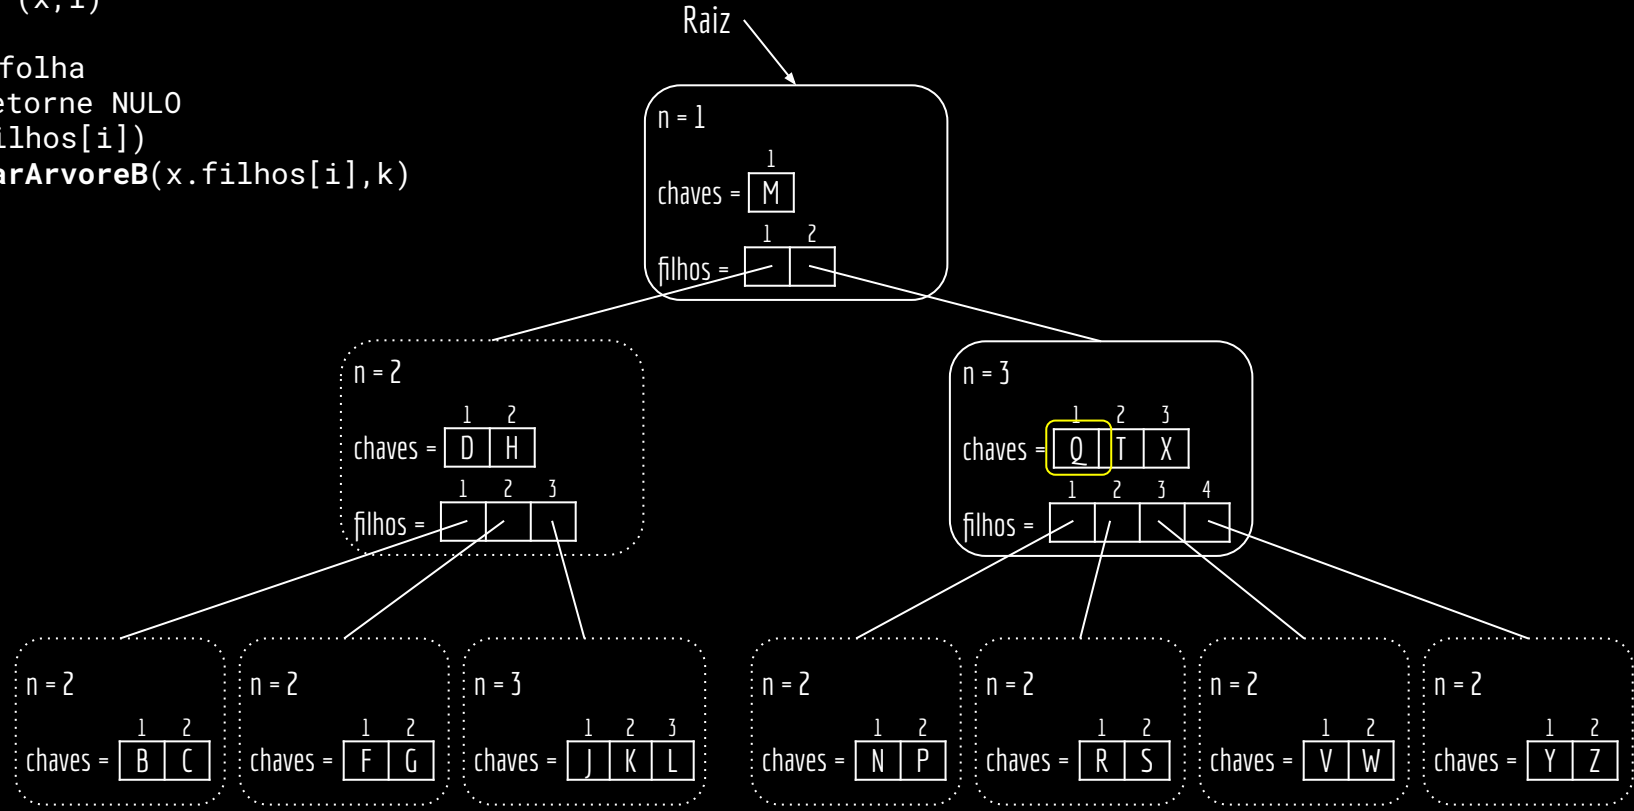 (x,i)
folha
etorne NULO
ilhos[i])
arArvoreB(x.filhos[i],k)
Raiz
n = 1
1
chaves = M
1 2
filhos =
n = 2
1 2
chaves = D H
1 2 3
filhos =
n = 3
1 2 3
chaves = Q T X
1 2 3 4
filhos =
n = 2
1 2
chaves = B C
n = 2
1 2
chaves = F G
n = 3
1 2 3
chaves = J K L
n = 2
1 2
chaves = N P
n = 2
1 2
chaves = R S
n = 2
1 2
chaves = V W
n = 2
1 2
chaves = Y Z